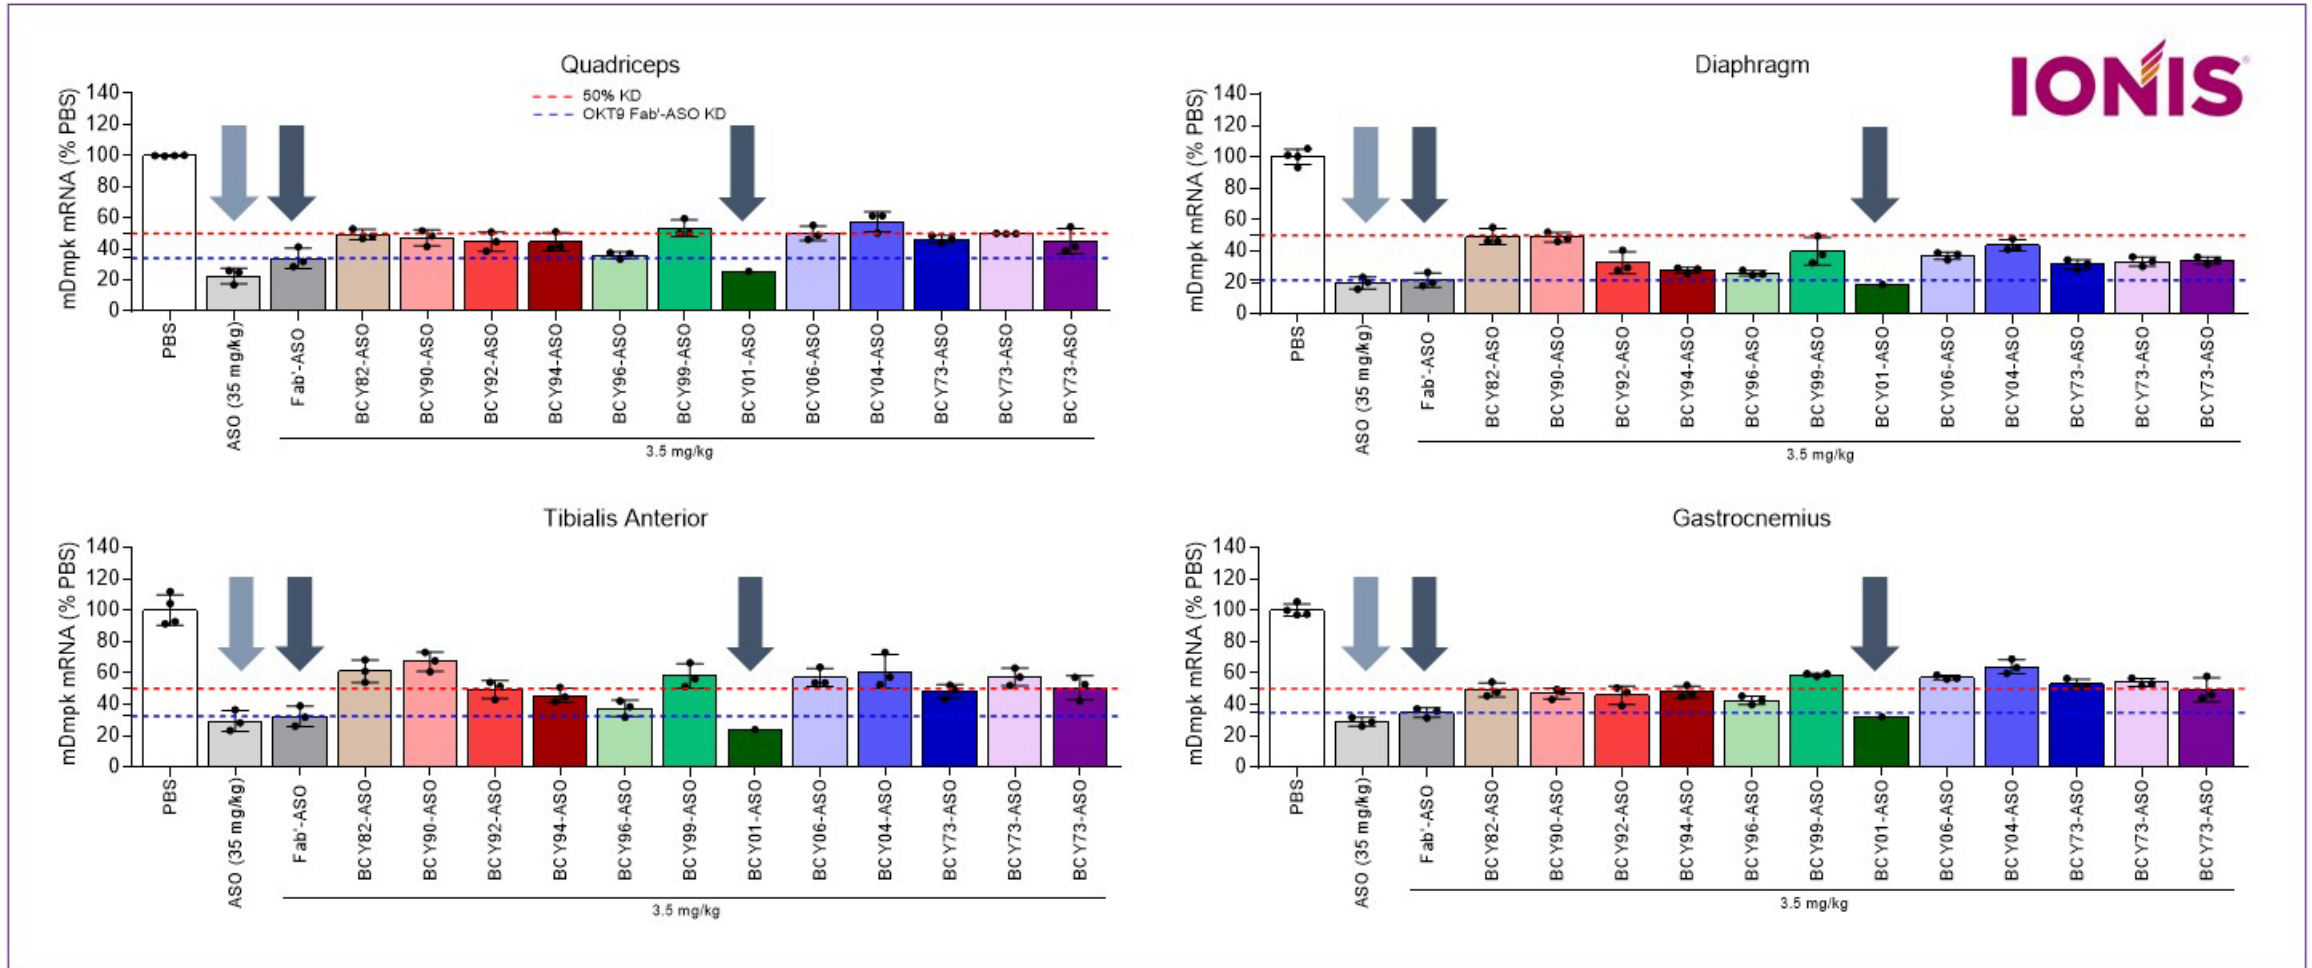 IONIS
Quadriceps
50% KD
OKT9 Fab'-ASO KD
mDmpk mRNA (% PBS)
140
120
100
80
60
40
20
0
PBS
ASO (35 mg/kg)
Fab'-ASO
BCY82-ASO
BCY90-ASO
BCY92-ASO
BCY94-ASO
BCY96-ASO
BCY99-ASO
BCY01-ASO
BCY06-ASO
BCY04-ASO
BCY73-ASO
BCY73-ASO
BCY73-ASO
3.5 mg/kg
Diaphragm
mDmpk mRNA (% PBS)
140
120
100
80
60
40
20
0
PBS
ASO (35 mg/kg)
Fab'-ASO
BCY82-ASO
BCY90-ASO
BCY92-ASO
BCY94-ASO
BCY96-ASO
BCY99-ASO
BCY01-ASO
BCY06-ASO
BCY04-ASO
BCY73-ASO
BCY73-ASO
BCY73-ASO
3.5 mg/kg
Tibialis Anterior
mDmpk mRNA (% PBS)
140
120
100
80
60
40
20
0
PBS
ASO (35 mg/kg)
Fab'-ASO
BCY82-ASO
BCY90-ASO
BCY92-ASO
BCY94-ASO
BCY96-ASO
BCY99-ASO
BCY01-ASO
BCY06-ASO
BCY04-ASO
BCY73-ASO
BCY73-ASO
BCY73-ASO
3.5 mg/kg
Gastrocnemius
mDmpk mRNA (% PBS)
140
120
100
80
60
40
20
0
PBS
ASO (35 mg/kg)
Fab'-ASO
BCY82-ASO
BCY90-ASO
BCY92-ASO
BCY94-ASO
BCY96-ASO
BCY99-ASO
BCY01-ASO
BCY06-ASO
BCY04-ASO
BCY73-ASO
BCY73-ASO
BCY73-ASO
3.5 mg/kg